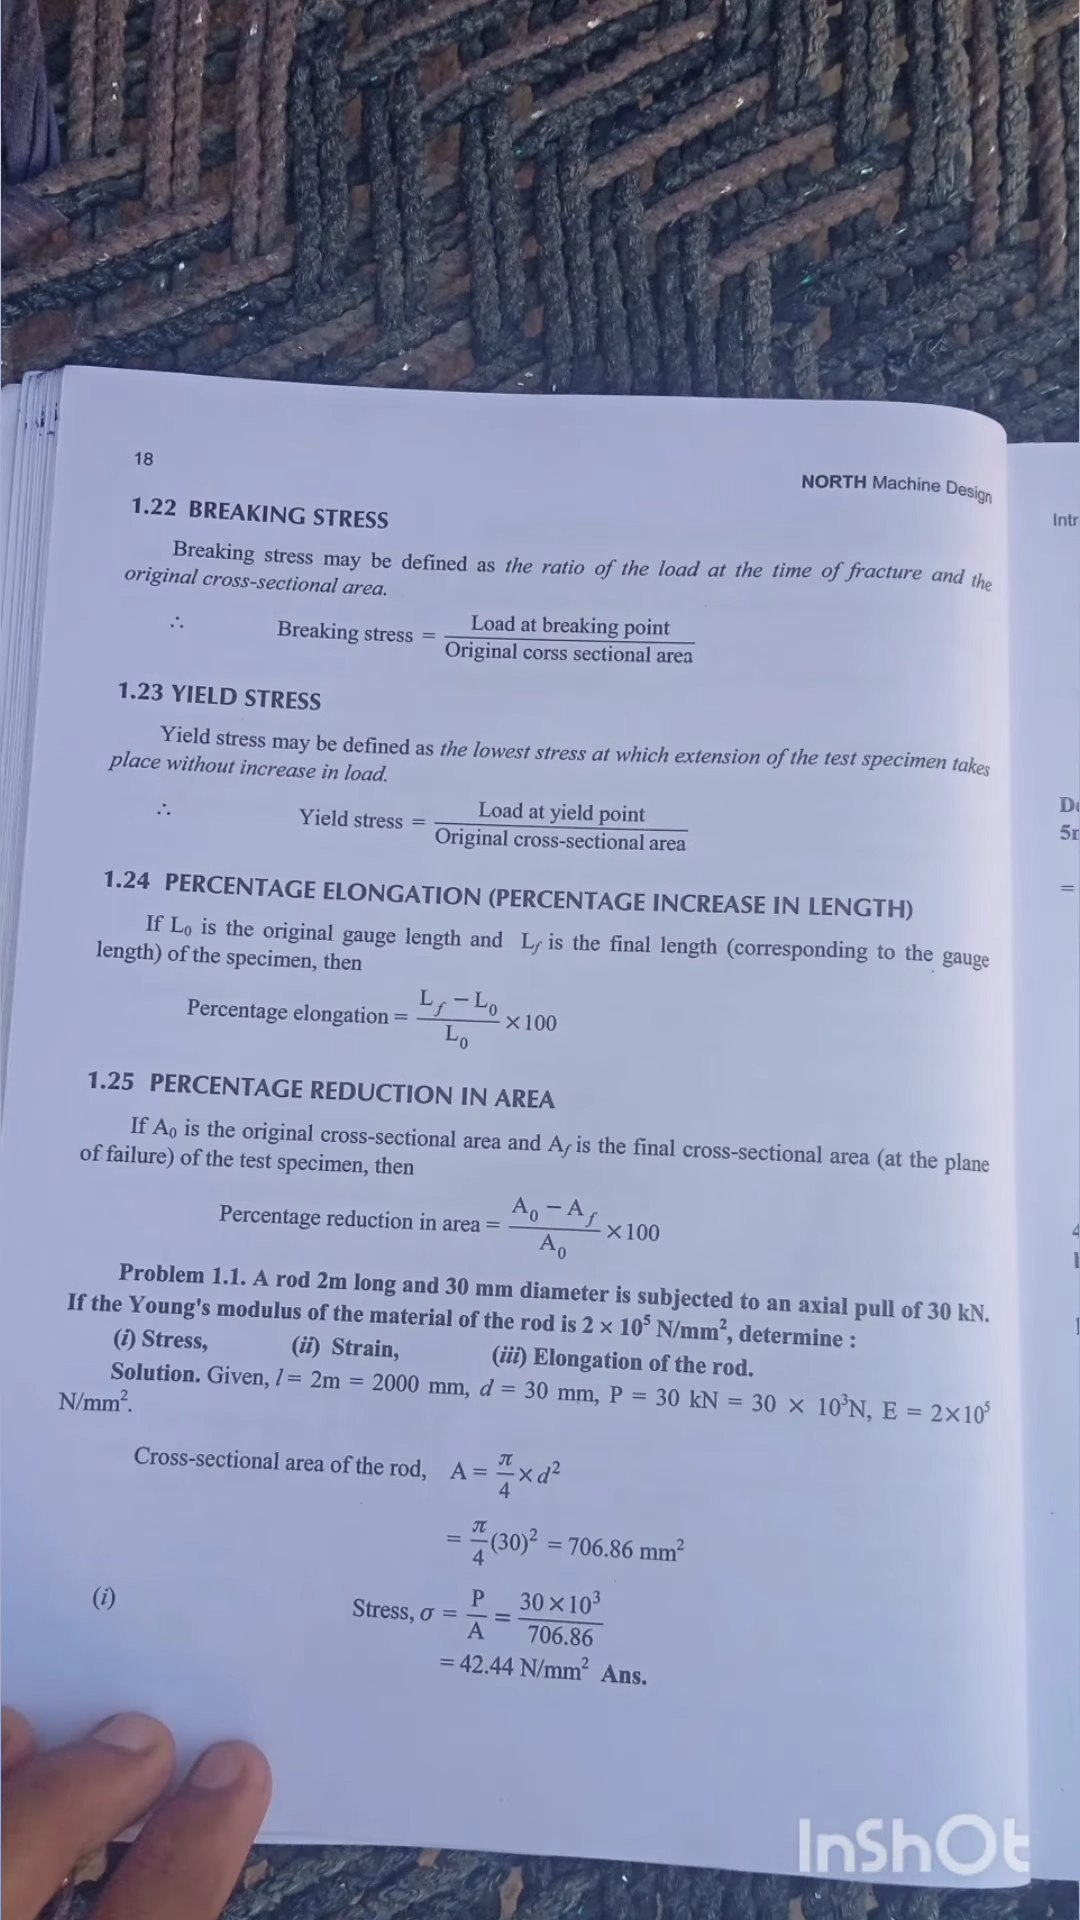 18
NORTH Machine Design
1.22 BREAKING STRESS
Breaking stress may be defined as the ratio of the load at the time of fracture and the
original cross-sectional area.
∴ Breaking stress = Load at breaking point / Original corss sectional area
1.23 YIELD STRESS
Yield stress may be defined as the lowest stress at which extension of the test specimen takes
place without increase in load.
∴ Yield stress = Load at yield point / Original cross-sectional area
1.24 PERCENTAGE ELONGATION (PERCENTAGE INCREASE IN LENGTH)
If L₀ is the original gauge length and L_f is the final length (corresponding to the gauge
length) of the specimen, then
Percentage elongation = (L_f − L₀) / L₀ × 100
1.25 PERCENTAGE REDUCTION IN AREA
If A₀ is the original cross-sectional area and A_f is the final cross-sectional area (at the plane
of failure) of the test specimen, then
Percentage reduction in area = (A₀ − A_f) / A₀ × 100
Problem 1.1. A rod 2m long and 30 mm diameter is subjected to an axial pull of 30 kN.
If the Young's modulus of the material of the rod is 2 × 10⁵ N/mm², determine :
(i) Stress, (ii) Strain, (iii) Elongation of the rod.
Solution. Given, l = 2m = 2000 mm, d = 30 mm, P = 30 kN = 30 × 10³N, E = 2×10⁵
N/mm².
Cross-sectional area of the rod, A = π/4 × d²
= π/4 (30)² = 706.86 mm²
(i) Stress, σ = P/A = 30×10³ / 706.86
= 42.44 N/mm² Ans.
Intr
5
=
InShOt